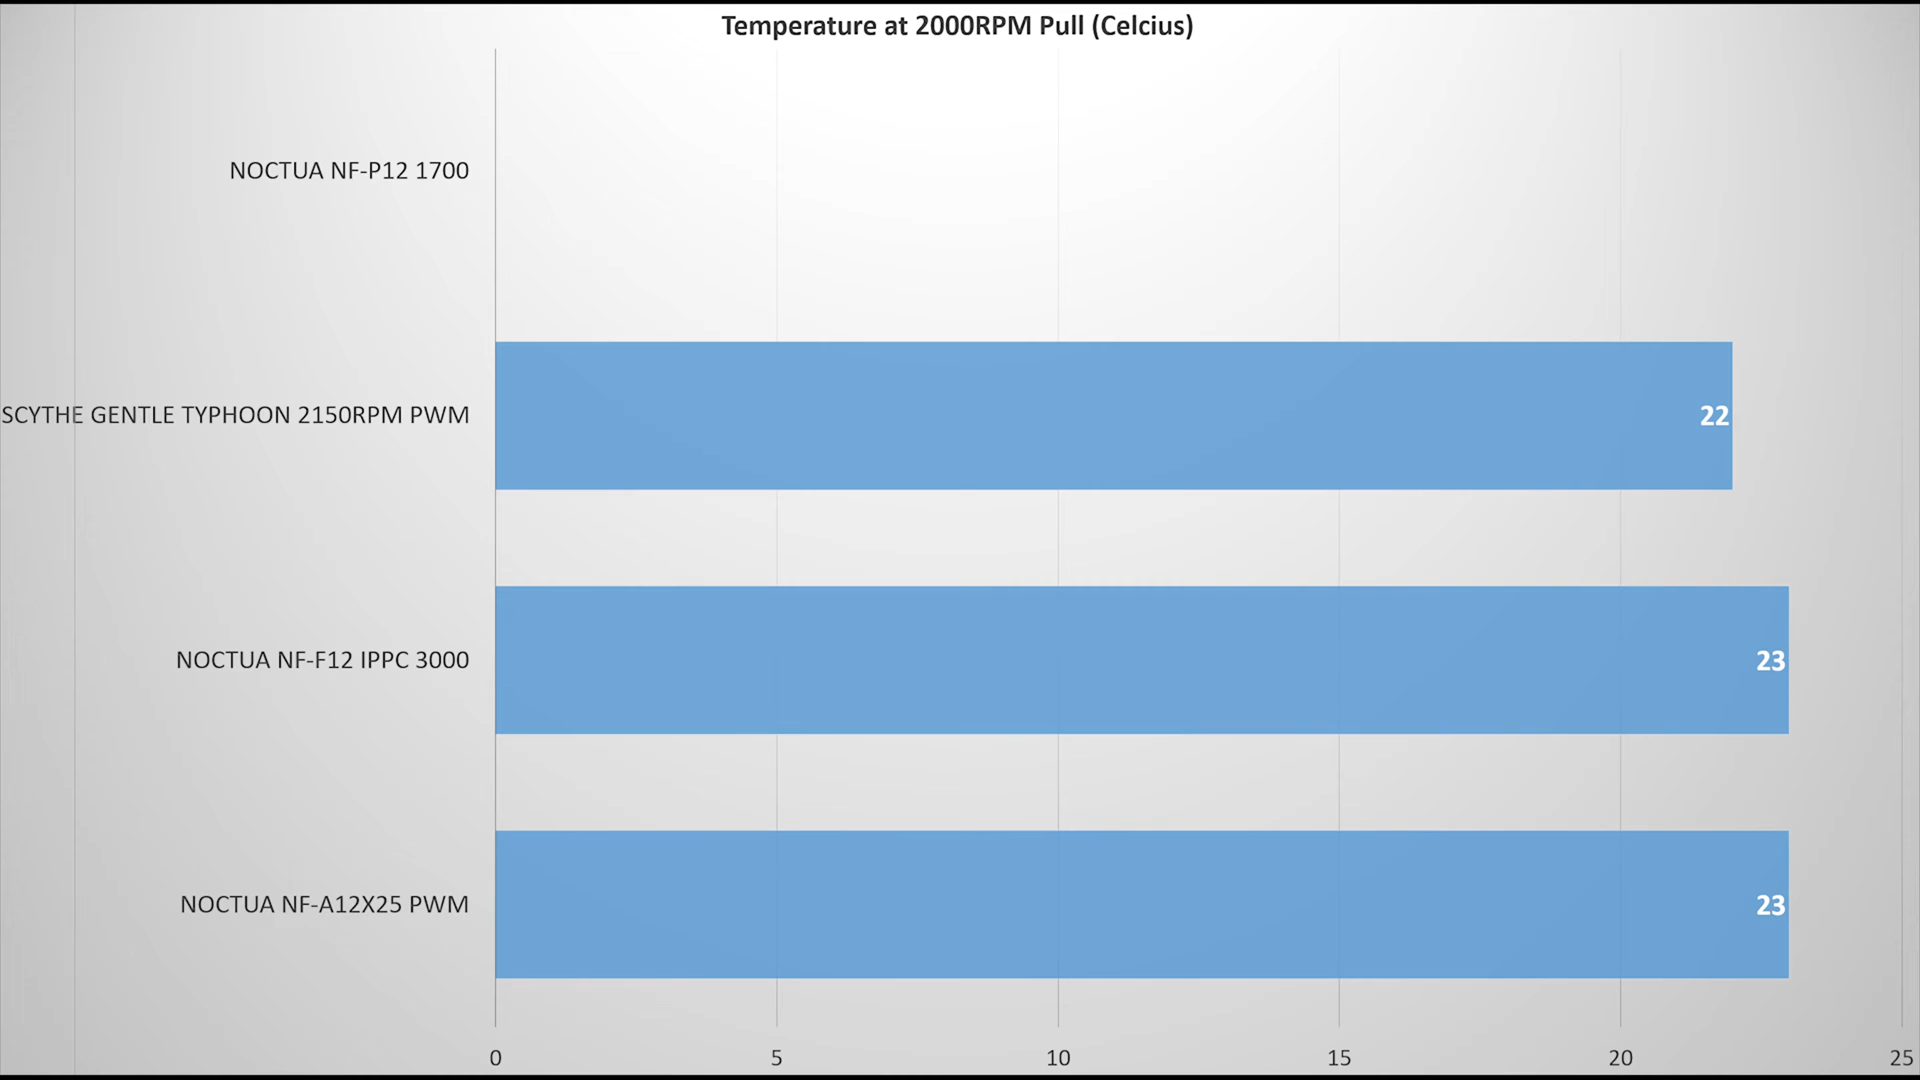 Temperature at 2000RPM Pull (Celcius)
NOCTUA NF-P12 1700
SCYTHE GENTLE TYPHOON 2150RPM PWM
22
NOCTUA NF-F12 IPPC 3000
23
NOCTUA NF-A12X25 PWM
23
0 5 10 15 20 25